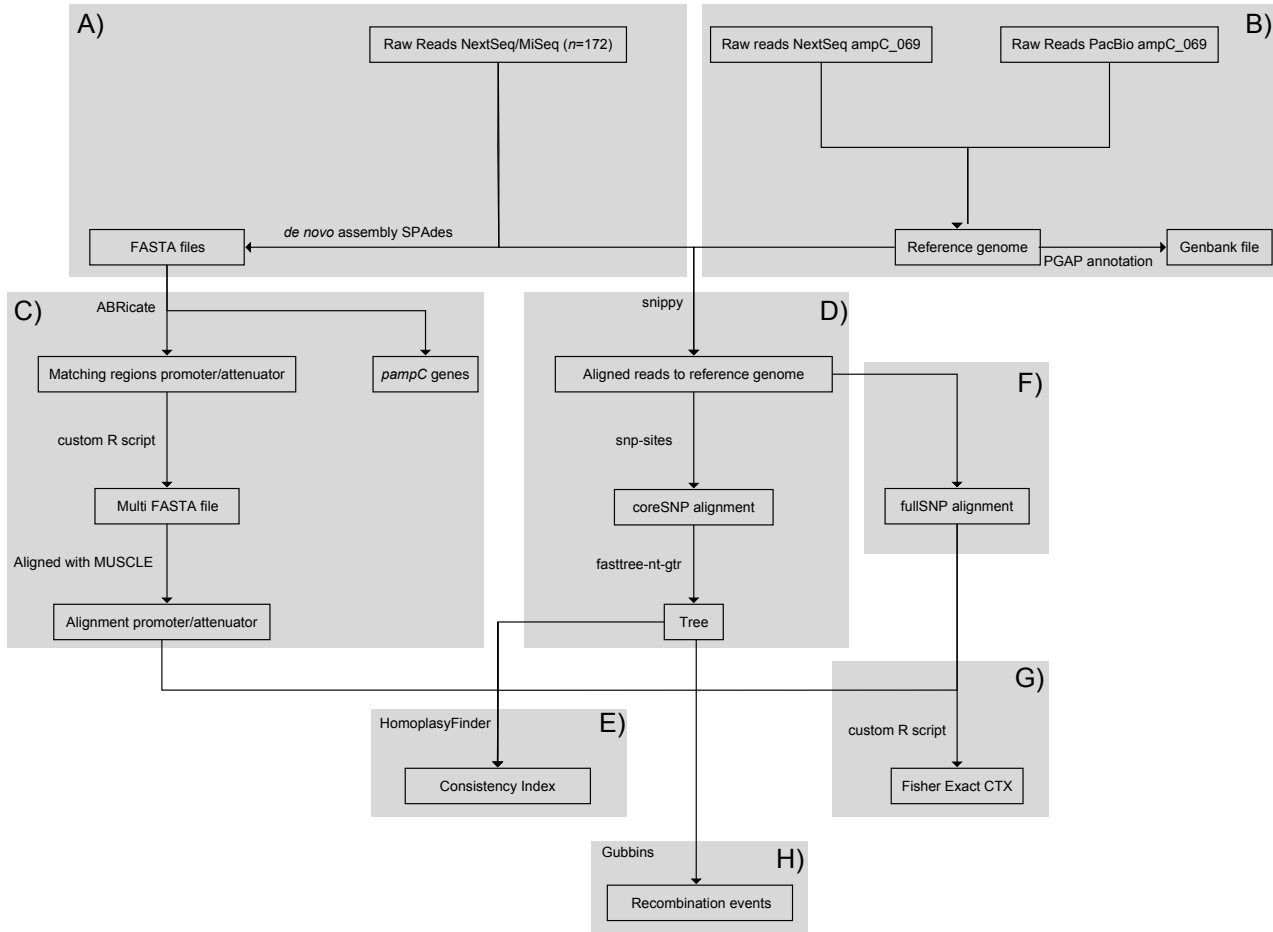 A)
Raw Reads NextSeq/MiSeq (n=172)
Raw reads NextSeq ampC_069
Raw Reads PacBio ampC_069
B)
de novo assembly SPAdes
FASTA files
Reference genome
PGAP annotation
Genbank file
C)
ABRicate
Matching regions promoter/attenuator
pampC genes
custom R script
Multi FASTA file
Aligned with MUSCLE
Alignment promoter/attenuator
snippy
D)
Aligned reads to reference genome
snp-sites
coreSNP alignment
fasttree-nt-gtr
Tree
F)
fullSNP alignment
HomoplasyFinder
E)
Consistency Index
G)
custom R script
Fisher Exact CTX
Gubbins
H)
Recombination events